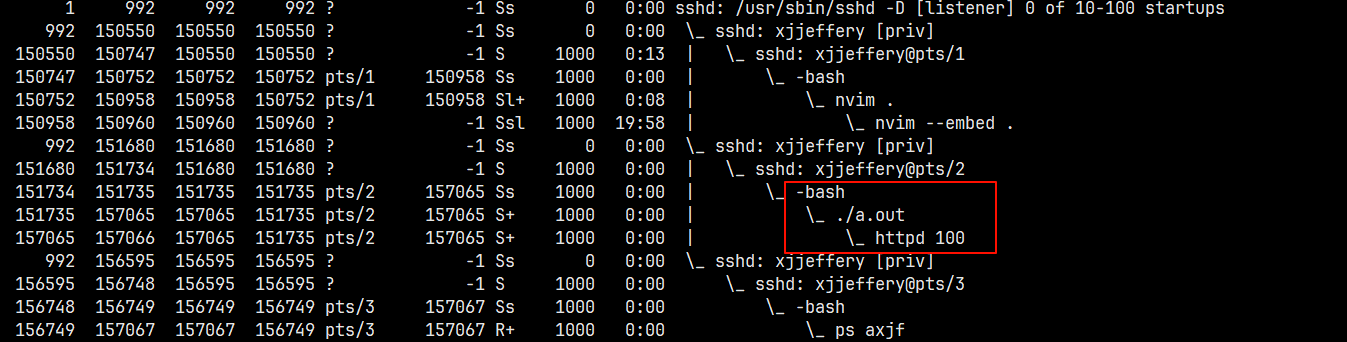 1 992 992 992 ? -1 Ss 0 0:00 sshd: /usr/sbin/sshd -D [listener] 0 of 10-100 startups
992 150550 150550 150550 ? -1 Ss 0 0:00 \_ sshd: xjjeffery [priv]
150550 150747 150550 150550 ? -1 S 1000 0:13 | \_ sshd: xjjeffery@pts/1
150747 150752 150752 150752 pts/1 150958 Ss 1000 0:00 | \_ -bash
150752 150958 150958 150752 pts/1 150958 Sl+ 1000 0:08 | \_ nvim .
150958 150960 150960 150960 ? -1 Ssl 1000 19:58 | \_ nvim --embed .
992 151680 151680 151680 ? -1 Ss 0 0:00 \_ sshd: xjjeffery [priv]
151680 151734 151680 151680 ? -1 S 1000 0:00 | \_ sshd: xjjeffery@pts/2
151734 151735 151735 151735 pts/2 157065 Ss 1000 0:00 | \_ -bash
151735 157065 157065 151735 pts/2 157065 S+ 1000 0:00 | \_ ./a.out
157065 157066 157065 151735 pts/2 157065 S+ 1000 0:00 | \_ httpd 100
992 156595 156595 156595 ? -1 Ss 0 0:00 \_ sshd: xjjeffery [priv]
156595 156748 156595 156595 ? -1 S 1000 0:00 \_ sshd: xjjeffery@pts/3
156748 156749 156749 156749 pts/3 157067 Ss 1000 0:00 \_ -bash
156749 157067 157067 156749 pts/3 157067 R+ 1000 0:00 \_ ps axjf